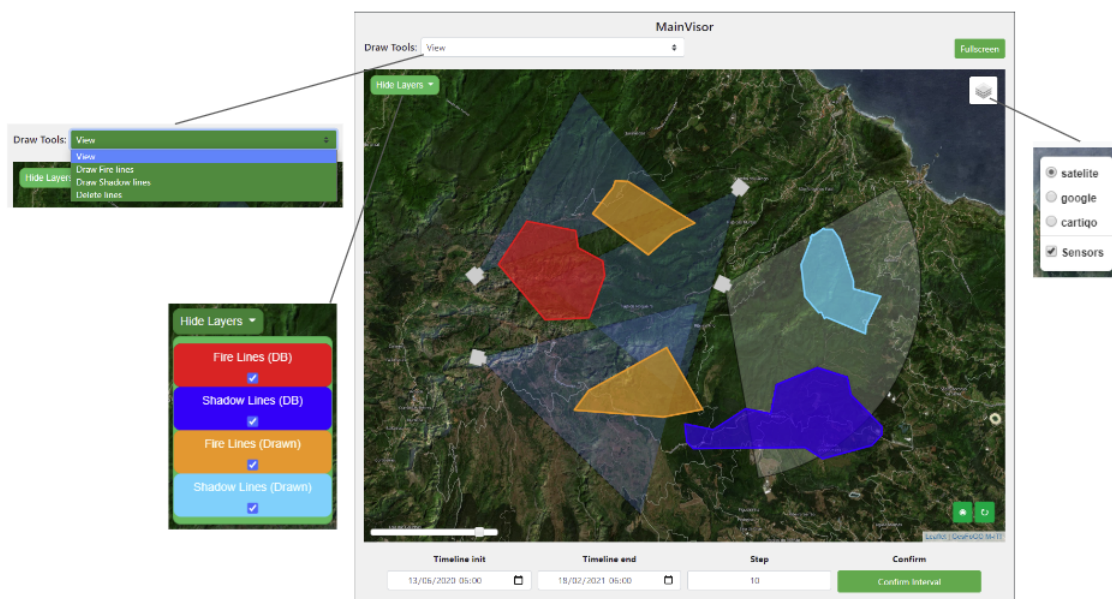 MainVisor
Draw Tools: View
Fullscreen
Hide Layers
Draw Tools: View
View
Draw Fire lines
Draw Shadow lines
Delete lines
Hide Layers
satelite
google
cartigo
Sensors
Hide Layers
Fire Lines (DB)
Shadow Lines (DB)
Fire Lines (Drawn)
Shadow Lines (Drawn)
Timeline init
Timeline end
Step
Confirm
13/06/2020 06:00
18/02/2021 06:00
10
Confirm Interval